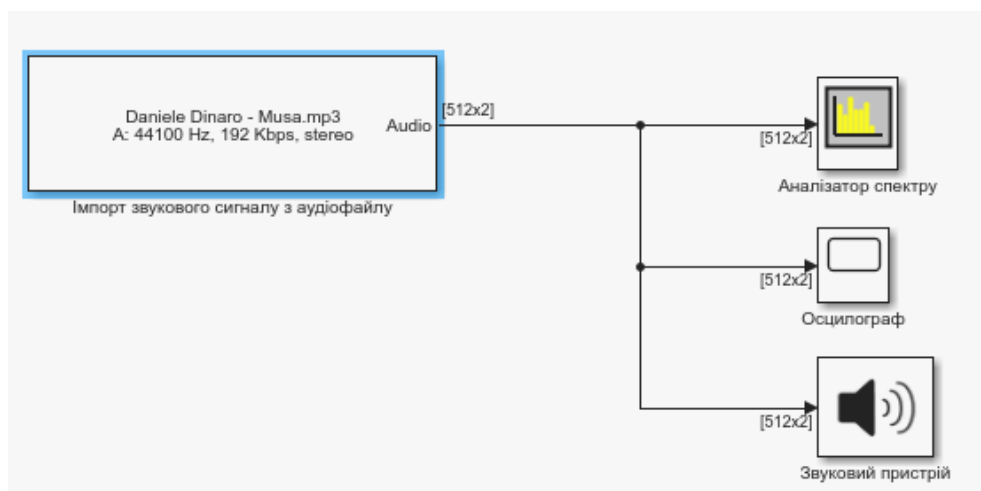 Daniele Dinaro - Musa.mp3
A: 44100 Hz, 192 Kbps, stereo
Audio
[512x2]
Імпорт звукового сигналу з аудіофайлу
[512x2]
Аналізатор спектру
[512x2]
Осцилограф
[512x2]
Звуковий пристрій